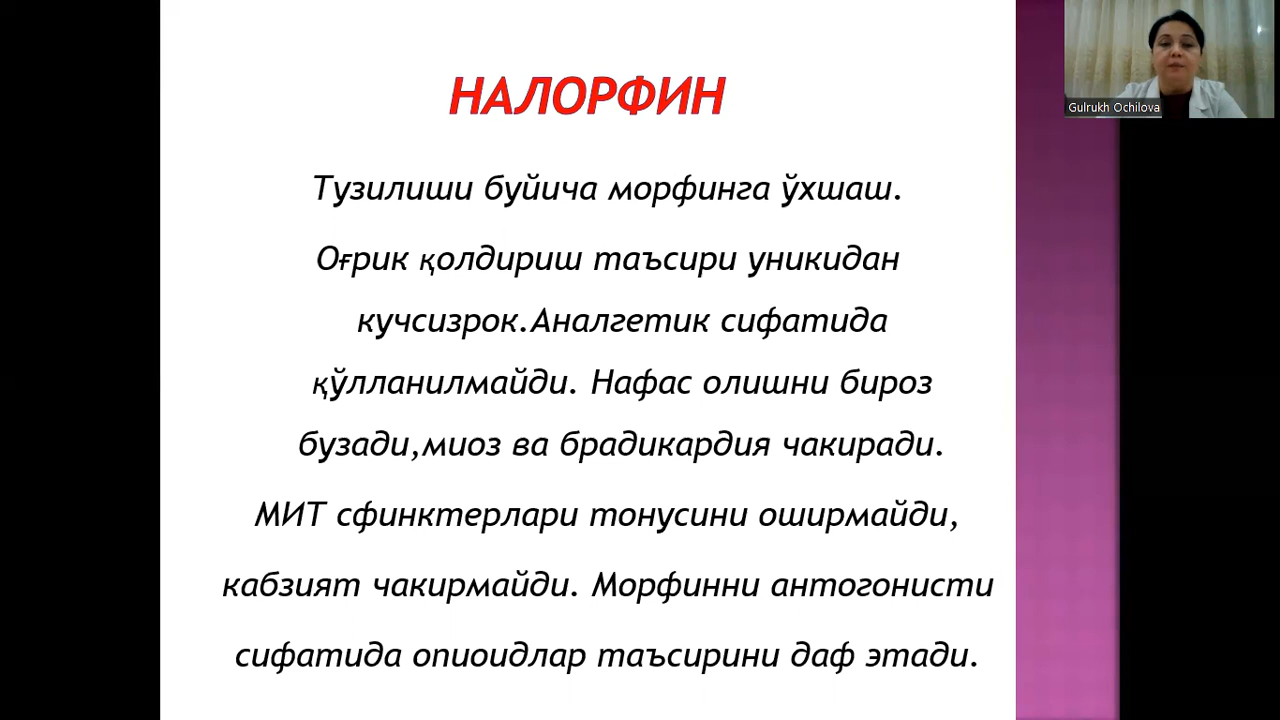 НАЛОРФИН
Тузилиши буйича морфинга ўхшаш.
Оғрик қолдириш таъсири уникидан
кучсизрок.Аналгетик сифатида
қўлланилмайди. Нафас олишни бироз
бузади,миоз ва брадикардия чакиради.
МИТ сфинктерлари тонусини оширмайди,
кабзият чакирмайди. Морфинни антогонисти
сифатида опиоидлар таъсирини даф этади.
Gulrukh Ochilova